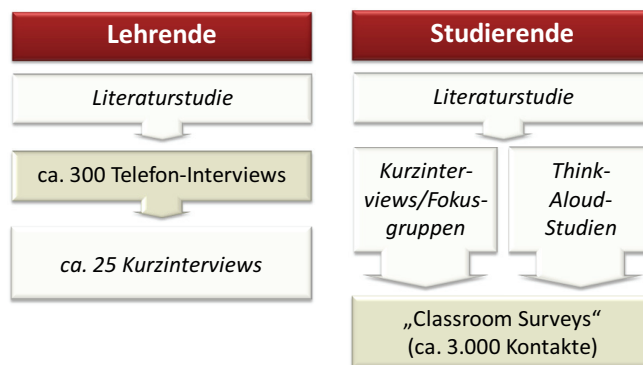 Lehrende
Literaturstudie
ca. 300 Telefon-Interviews
ca. 25 Kurzinterviews
Studierende
Literaturstudie
Kurzinter-
views/Fokus-
gruppen
Think-
Aloud-
Studien
„Classroom Surveys“
(ca. 3.000 Kontakte)